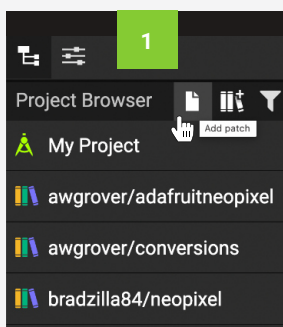 1
Project Browser
Add patch
My Project
awgrover/adafruitneopixel
awgrover/conversions
bradzilla84/neopixel